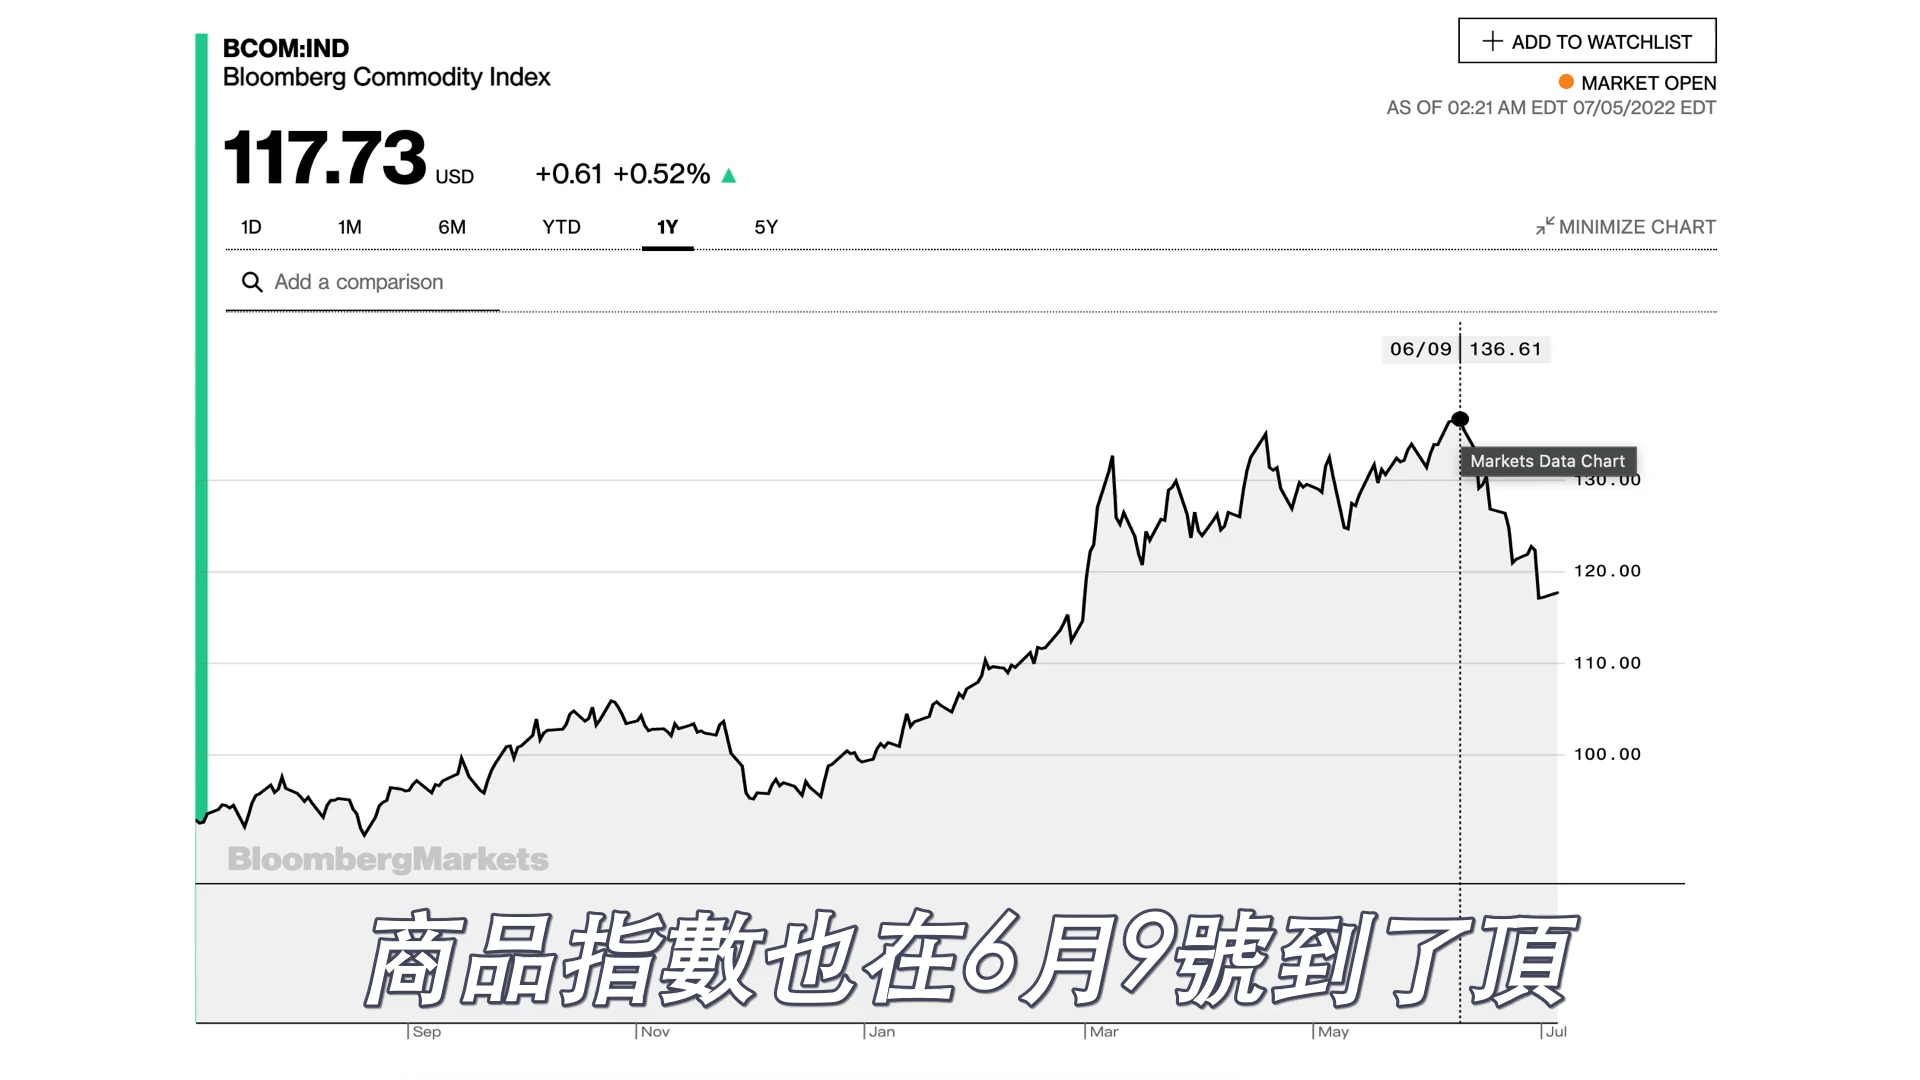 BCOM:IND
Bloomberg Commodity Index
+ ADD TO WATCHLIST
MARKET OPEN
AS OF 02:21 AM EDT 07/05/2022 EDT
117.73 USD +0.61 +0.52%
1D 1M 6M YTD 1Y 5Y
MINIMIZE CHART
Add a comparison
06/09 136.61
Markets Data Chart
130.00
120.00
110.00
100.00
BloombergMarkets
商品指數也在6月9號到了頂
Sep Nov Jan Mar May Jul